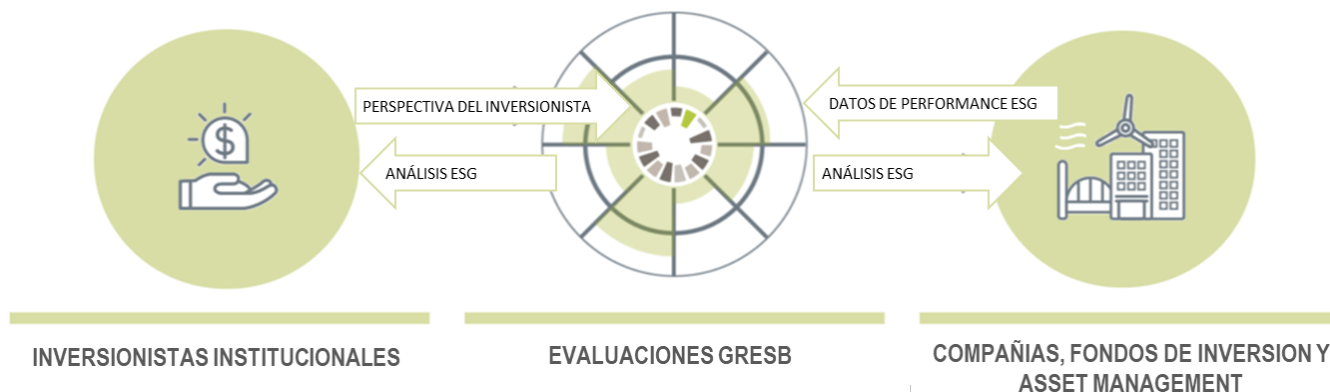 PERSPECTIVA DEL INVERSIONISTA
DATOS DE PERFORMANCE ESG
ANÁLISIS ESG
ANÁLISIS ESG
$
INVERSIONISTAS INSTITUCIONALES
EVALUACIONES GRESB
COMPAÑIAS, FONDOS DE INVERSION Y
ASSET MANAGEMENT